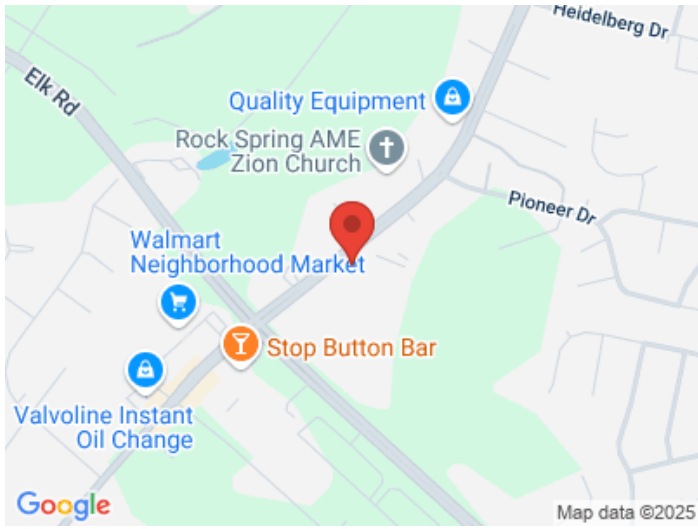 Heidelberg Dr
Elk Rd
Quality Equipment
Rock Spring AME
Zion Church
Pioneer Dr
Walmart
Neighborhood Market
Stop Button Bar
Valvoline Instant
Oil Change
Google
Map data ©2025